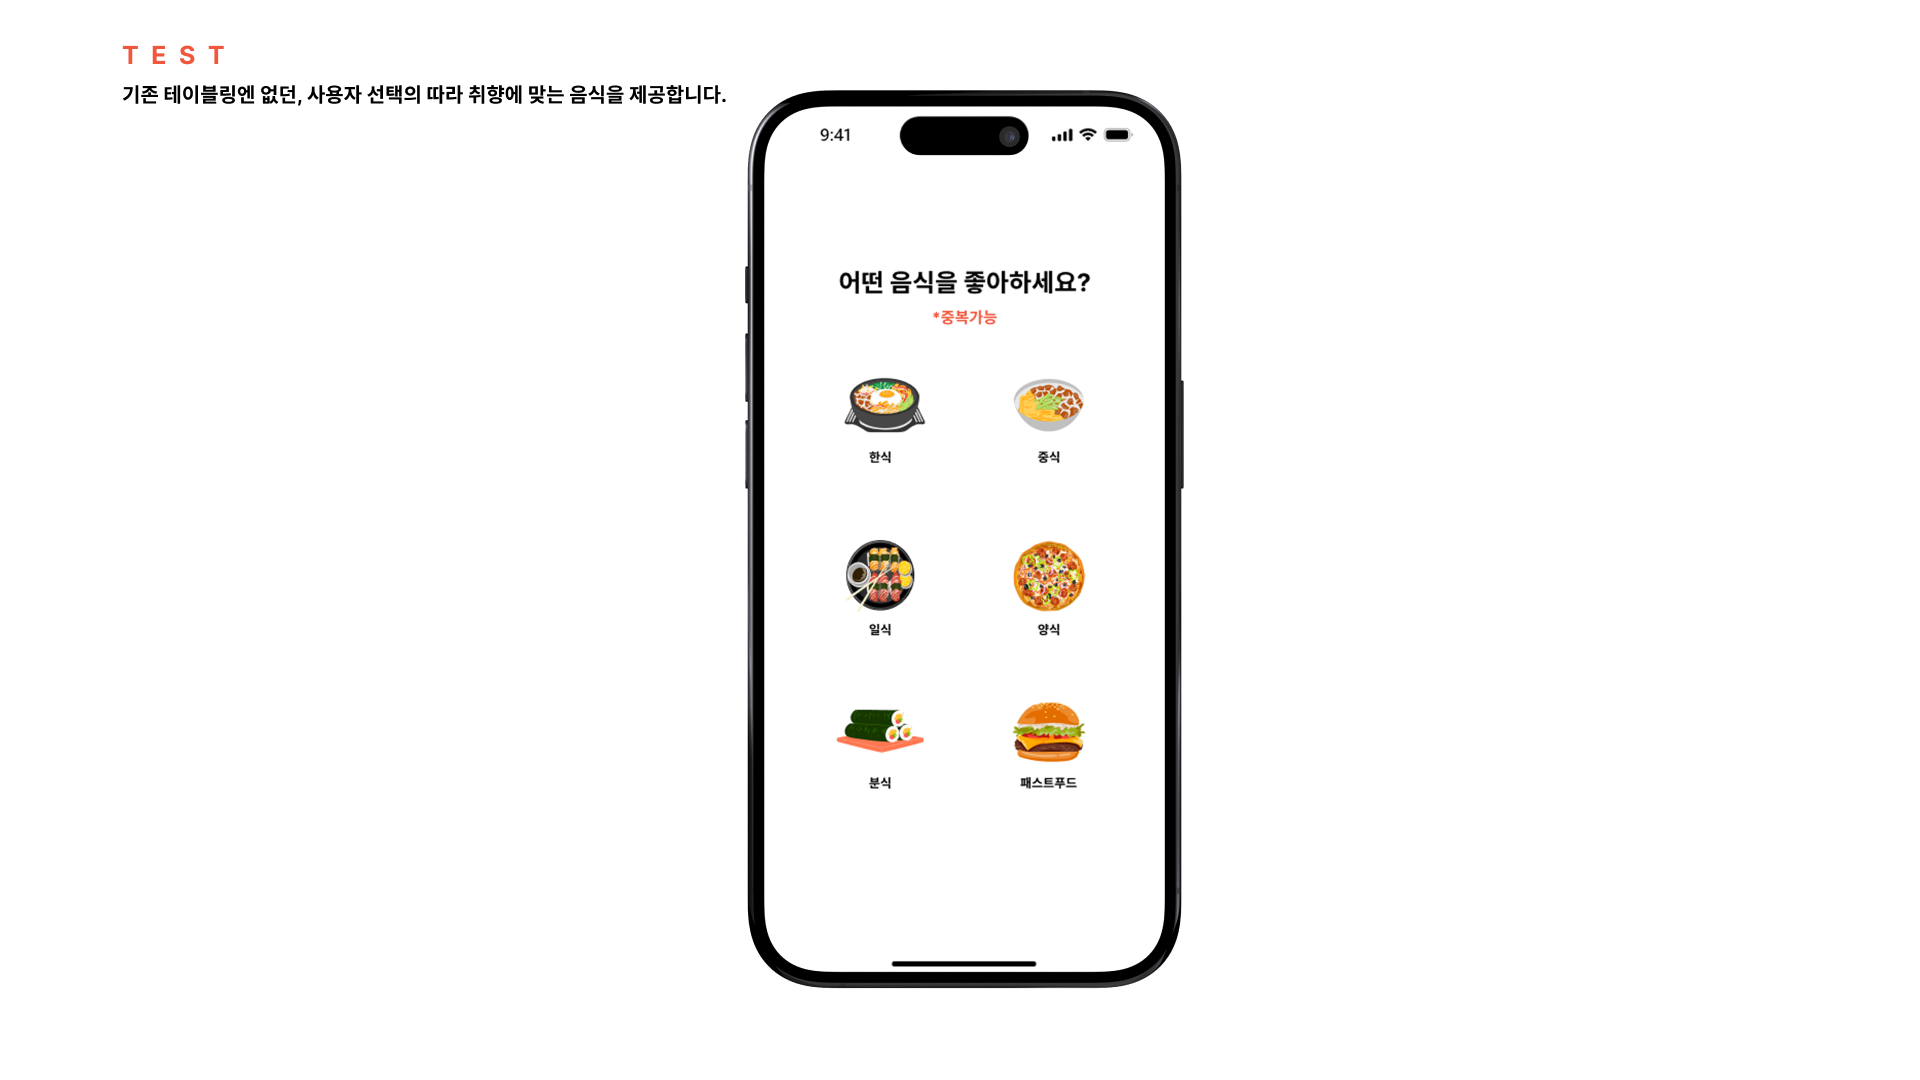 TEST
기존 테이블링엔 없던, 사용자 선택의 따라 취향에 맞는 음식을 제공합니다.
9:41
어떤 음식을 좋아하세요?
*중복가능
한식
중식
일식
양식
분식
패스트푸드